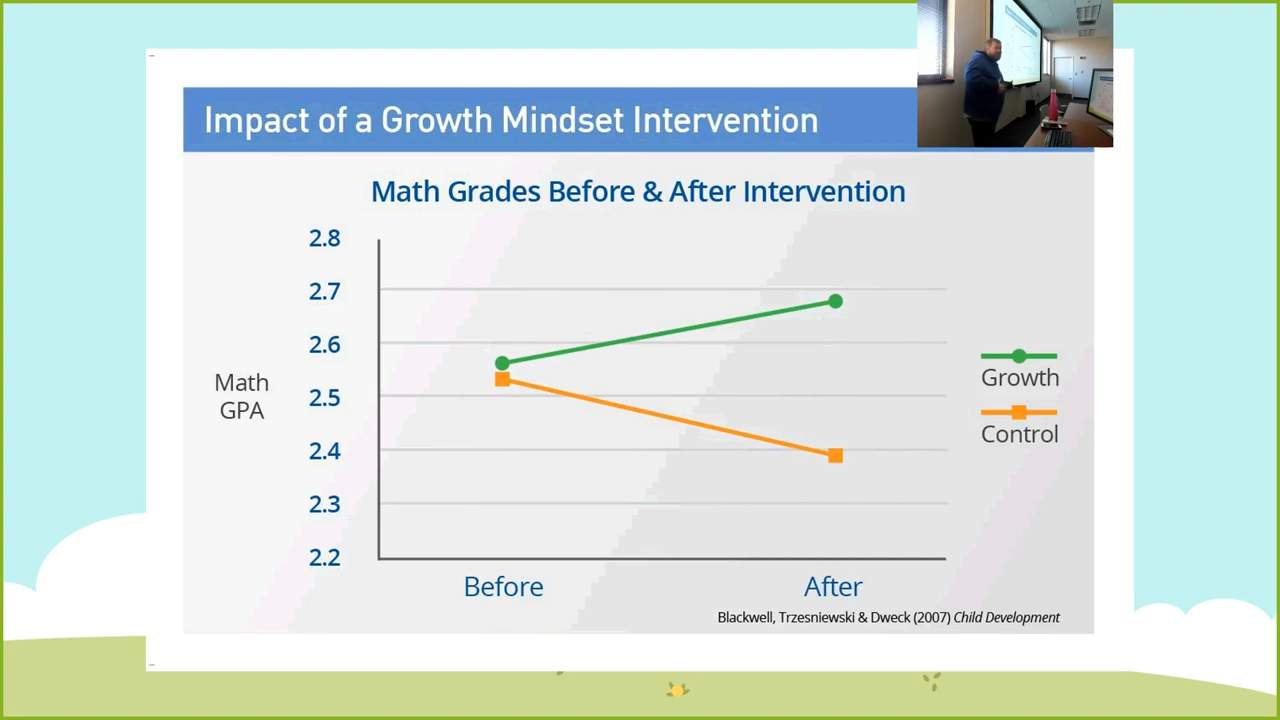 Impact of a Growth Mindset Intervention
Math Grades Before & After Intervention
2.8
2.7
2.6
2.5
2.4
2.3
2.2
Math
GPA
Growth
Control
Before
After
Blackwell, Trzesniewski & Dweck (2007) Child Development